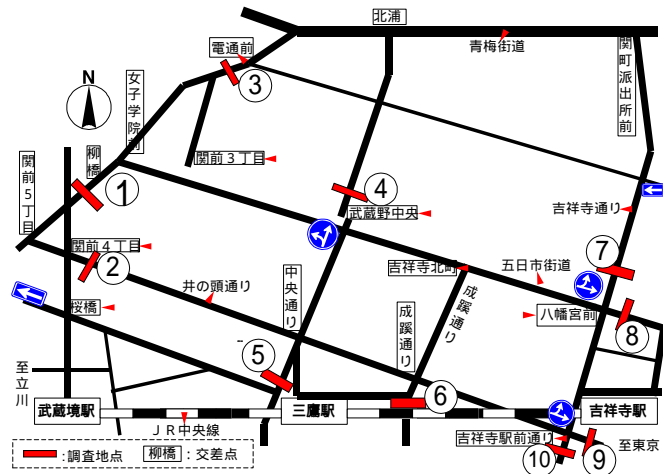 北浦
青梅街道
電通前
③
N
女子学院前
関町派出所前
柳橋
関前3丁目
関前5丁目
①
④
武蔵野中央
吉祥寺通り
関前4丁目
②
⑦
吉祥寺北町
五日市街道
井の頭通り
中央通り
成蹊通り
成蹊通り
桜橋
八幡宮前
⑧
⑤
⑥
至立川
武蔵境駅
三鷹駅
吉祥寺駅
JR中央線
吉祥寺駅前通り
至東京
⑩
⑨
:調査地点
柳橋
:交差点